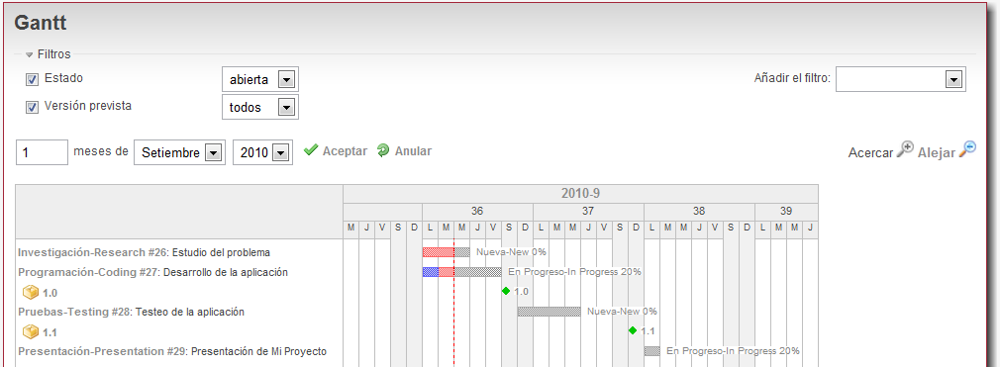 Gantt
Filtros
Estado abierta Añadir el filtro:
Versión prevista todos
1 meses de Setiembre 2010 Aceptar Anular Acercar Alejar
2010-9
36 37 38 39
M J V S D L M M J V S D L M M J V S D L M M J V S D L M M J
Investigación-Research #26: Estudio del problema Nueva-New 0%
Programación-Coding #27: Desarrollo de la aplicación En Progreso-In Progress 20%
1.0 1.0
Pruebas-Testing #28: Testeo de la aplicación Nueva-New 0%
1.1 1.1
Presentación-Presentation #29: Presentación de Mi Proyecto En Progreso-In Progress 20%